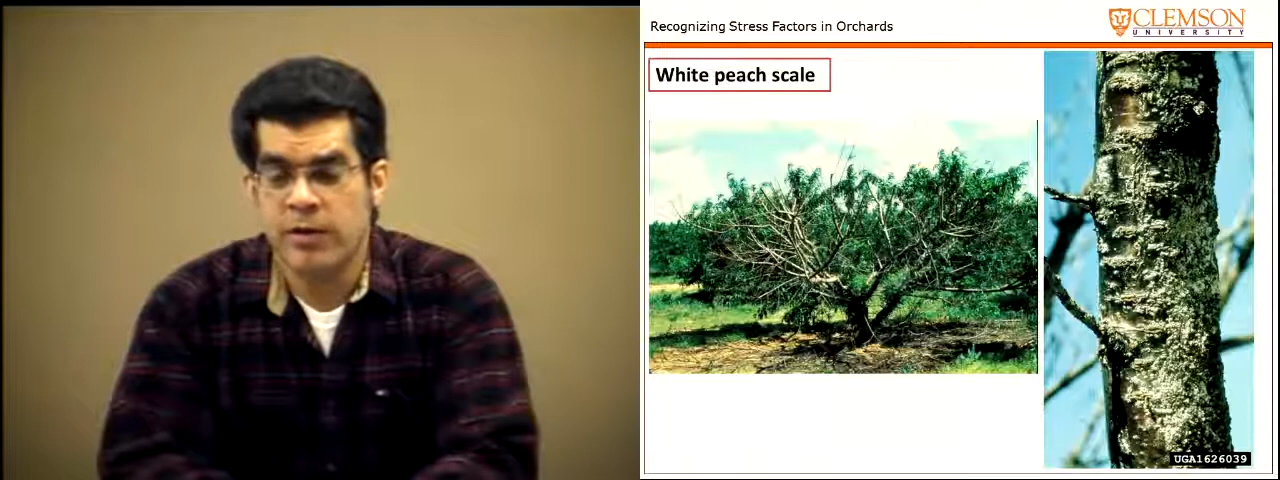 Recognizing Stress Factors in Orchards
CLEMSON
UNIVERSITY
White peach scale
UGA1626039